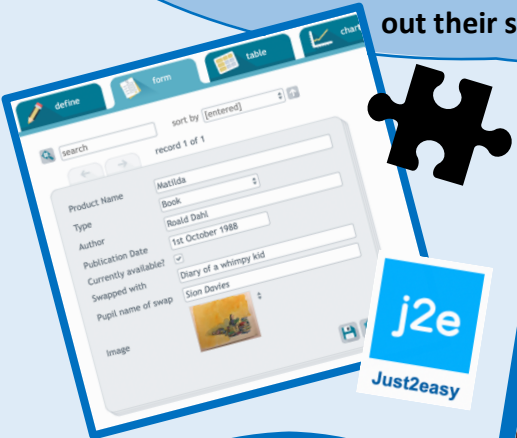 out their s
define
form
table
chart
search
sort by [entered]
record 1 of 1
Product Name Matilda
Type Book
Author Roald Dahl
Publication Date 1st October 1988
Currently available?
Swapped with Diary of a whimpy kid
Pupil name of swap Sion Davies
Image
j2e
Just2easy